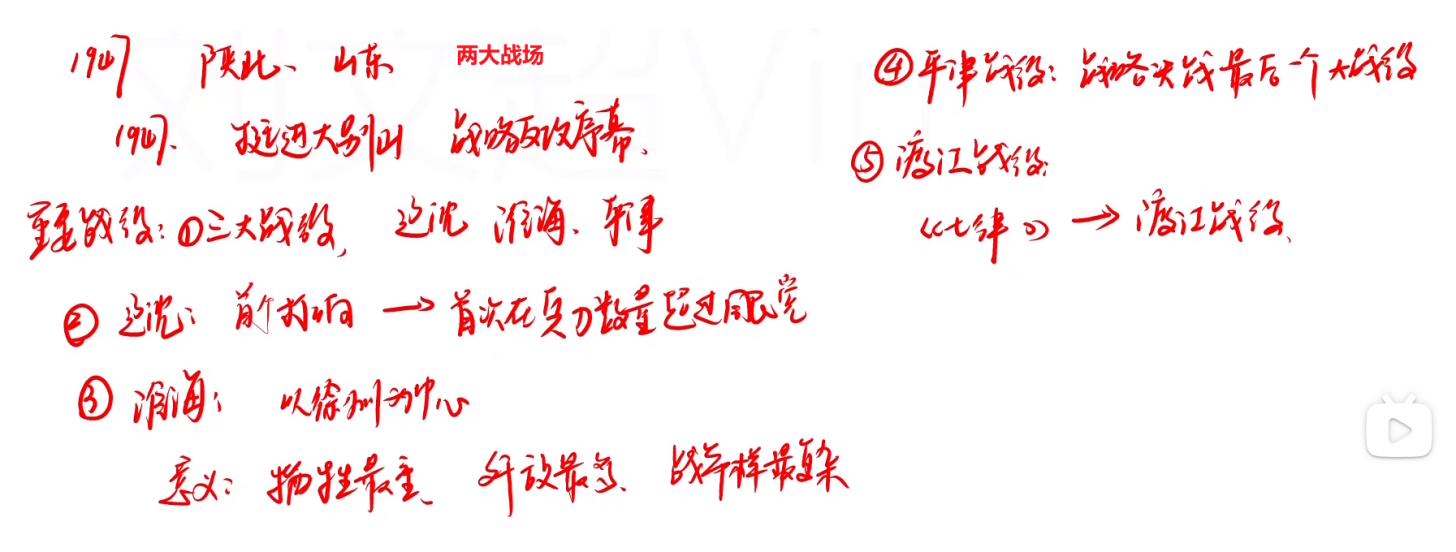 1947 陕北、山东 两大战场
1947. 挺进大别山 战略反攻序幕.
重要战役: ①三大战役, 辽沈 淮海、平津
② 辽沈: 首个打响 → 首次在兵力数量超过国民党
③ 淮海: 以徐州为中心
意义: 牺牲最重、歼敌最多、战争样最复杂
④平津战役: 战略决战最后一个大战役
⑤ 渡江战役:
《七律》 → 渡江战役、